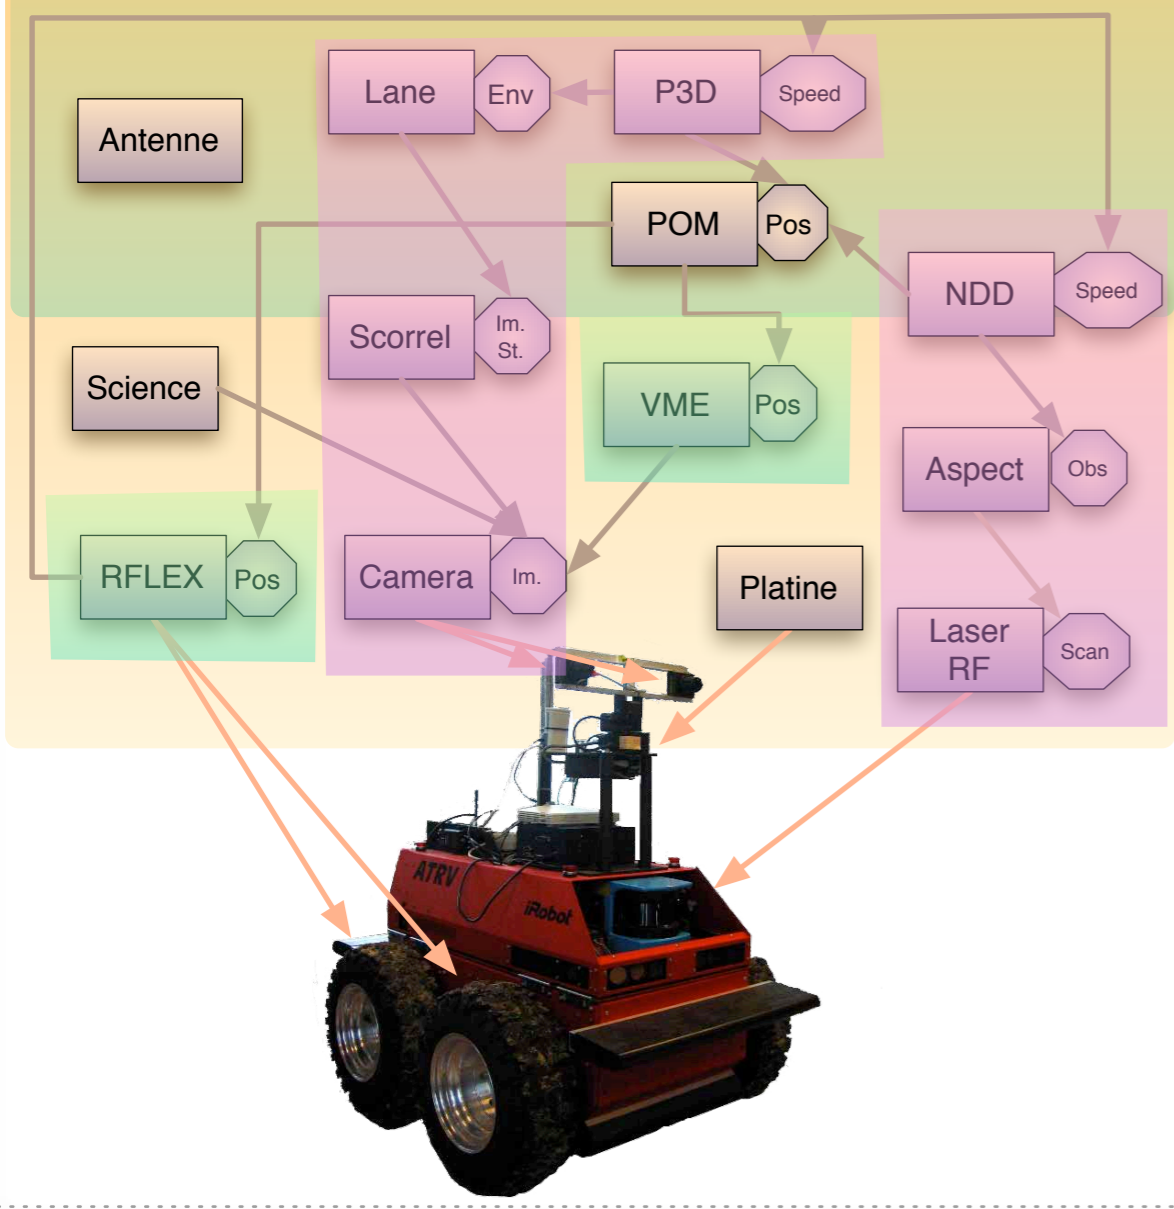 Lane
Env
P3D
Speed
Antenne
POM
Pos
NDD
Speed
Scorrel
Im.
St.
Science
VME
Pos
Aspect
Obs
RFLEX
Pos
Camera
Im.
Platine
Laser
RF
Scan
ATRV
iRobot